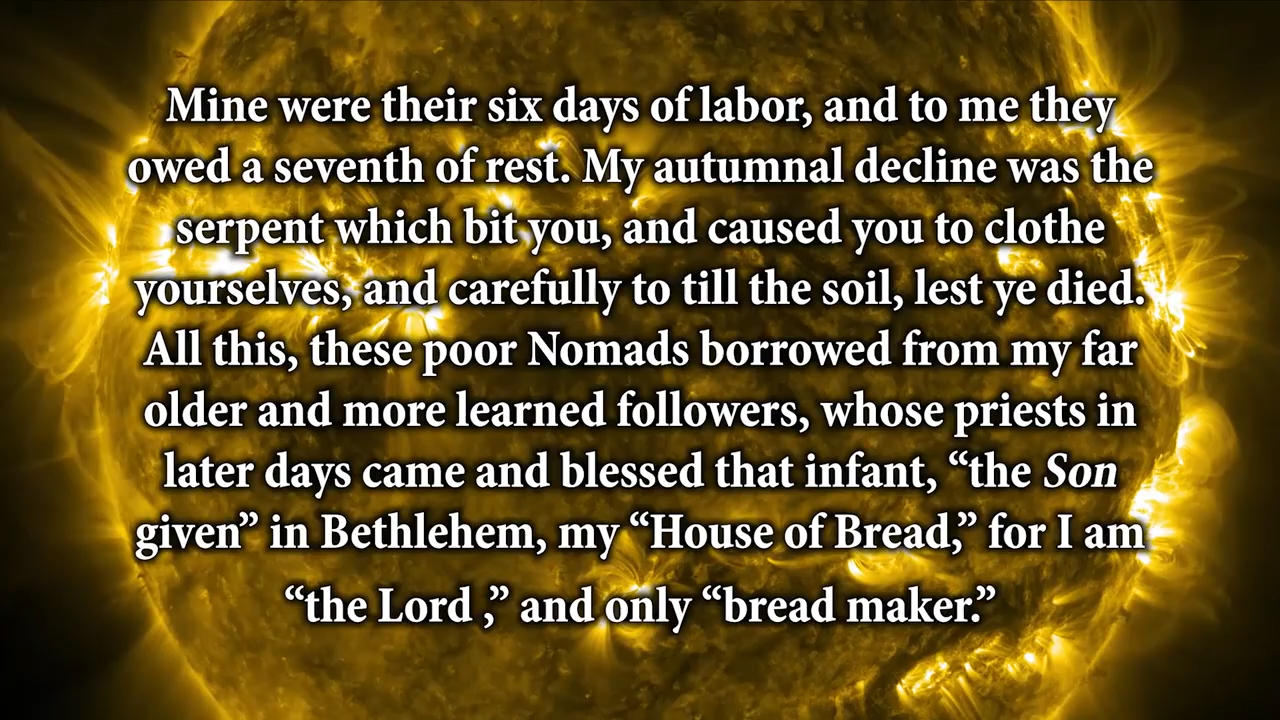 Mine were their six days of labor, and to me they
owed a seventh of rest. My autumnal decline was the
serpent which bit you, and caused you to clothe
yourselves, and carefully to till the soil, lest ye died.
All this, these poor Nomads borrowed from my far
older and more learned followers, whose priests in
later days came and blessed that infant, “the Son
given” in Bethlehem, my “House of Bread,” for I am
“the Lord ,” and only “bread maker.”